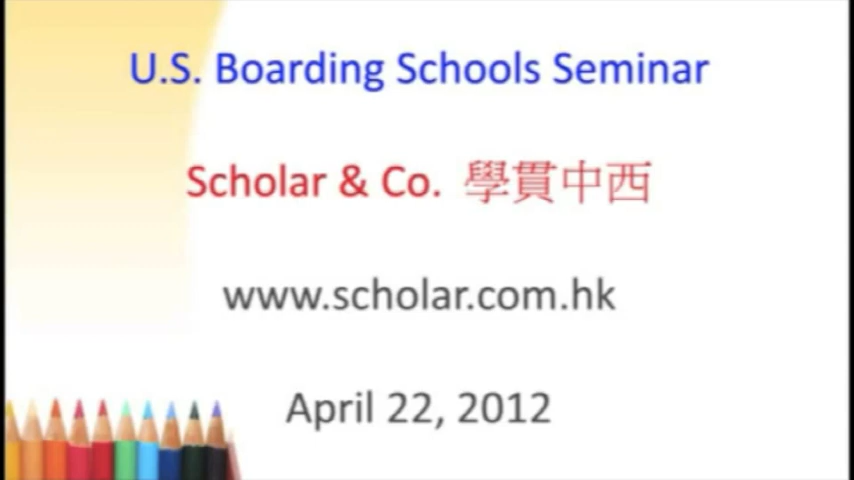 U.S. Boarding Schools Seminar
Scholar & Co. 學貫中西
www.scholar.com.hk
April 22, 2012